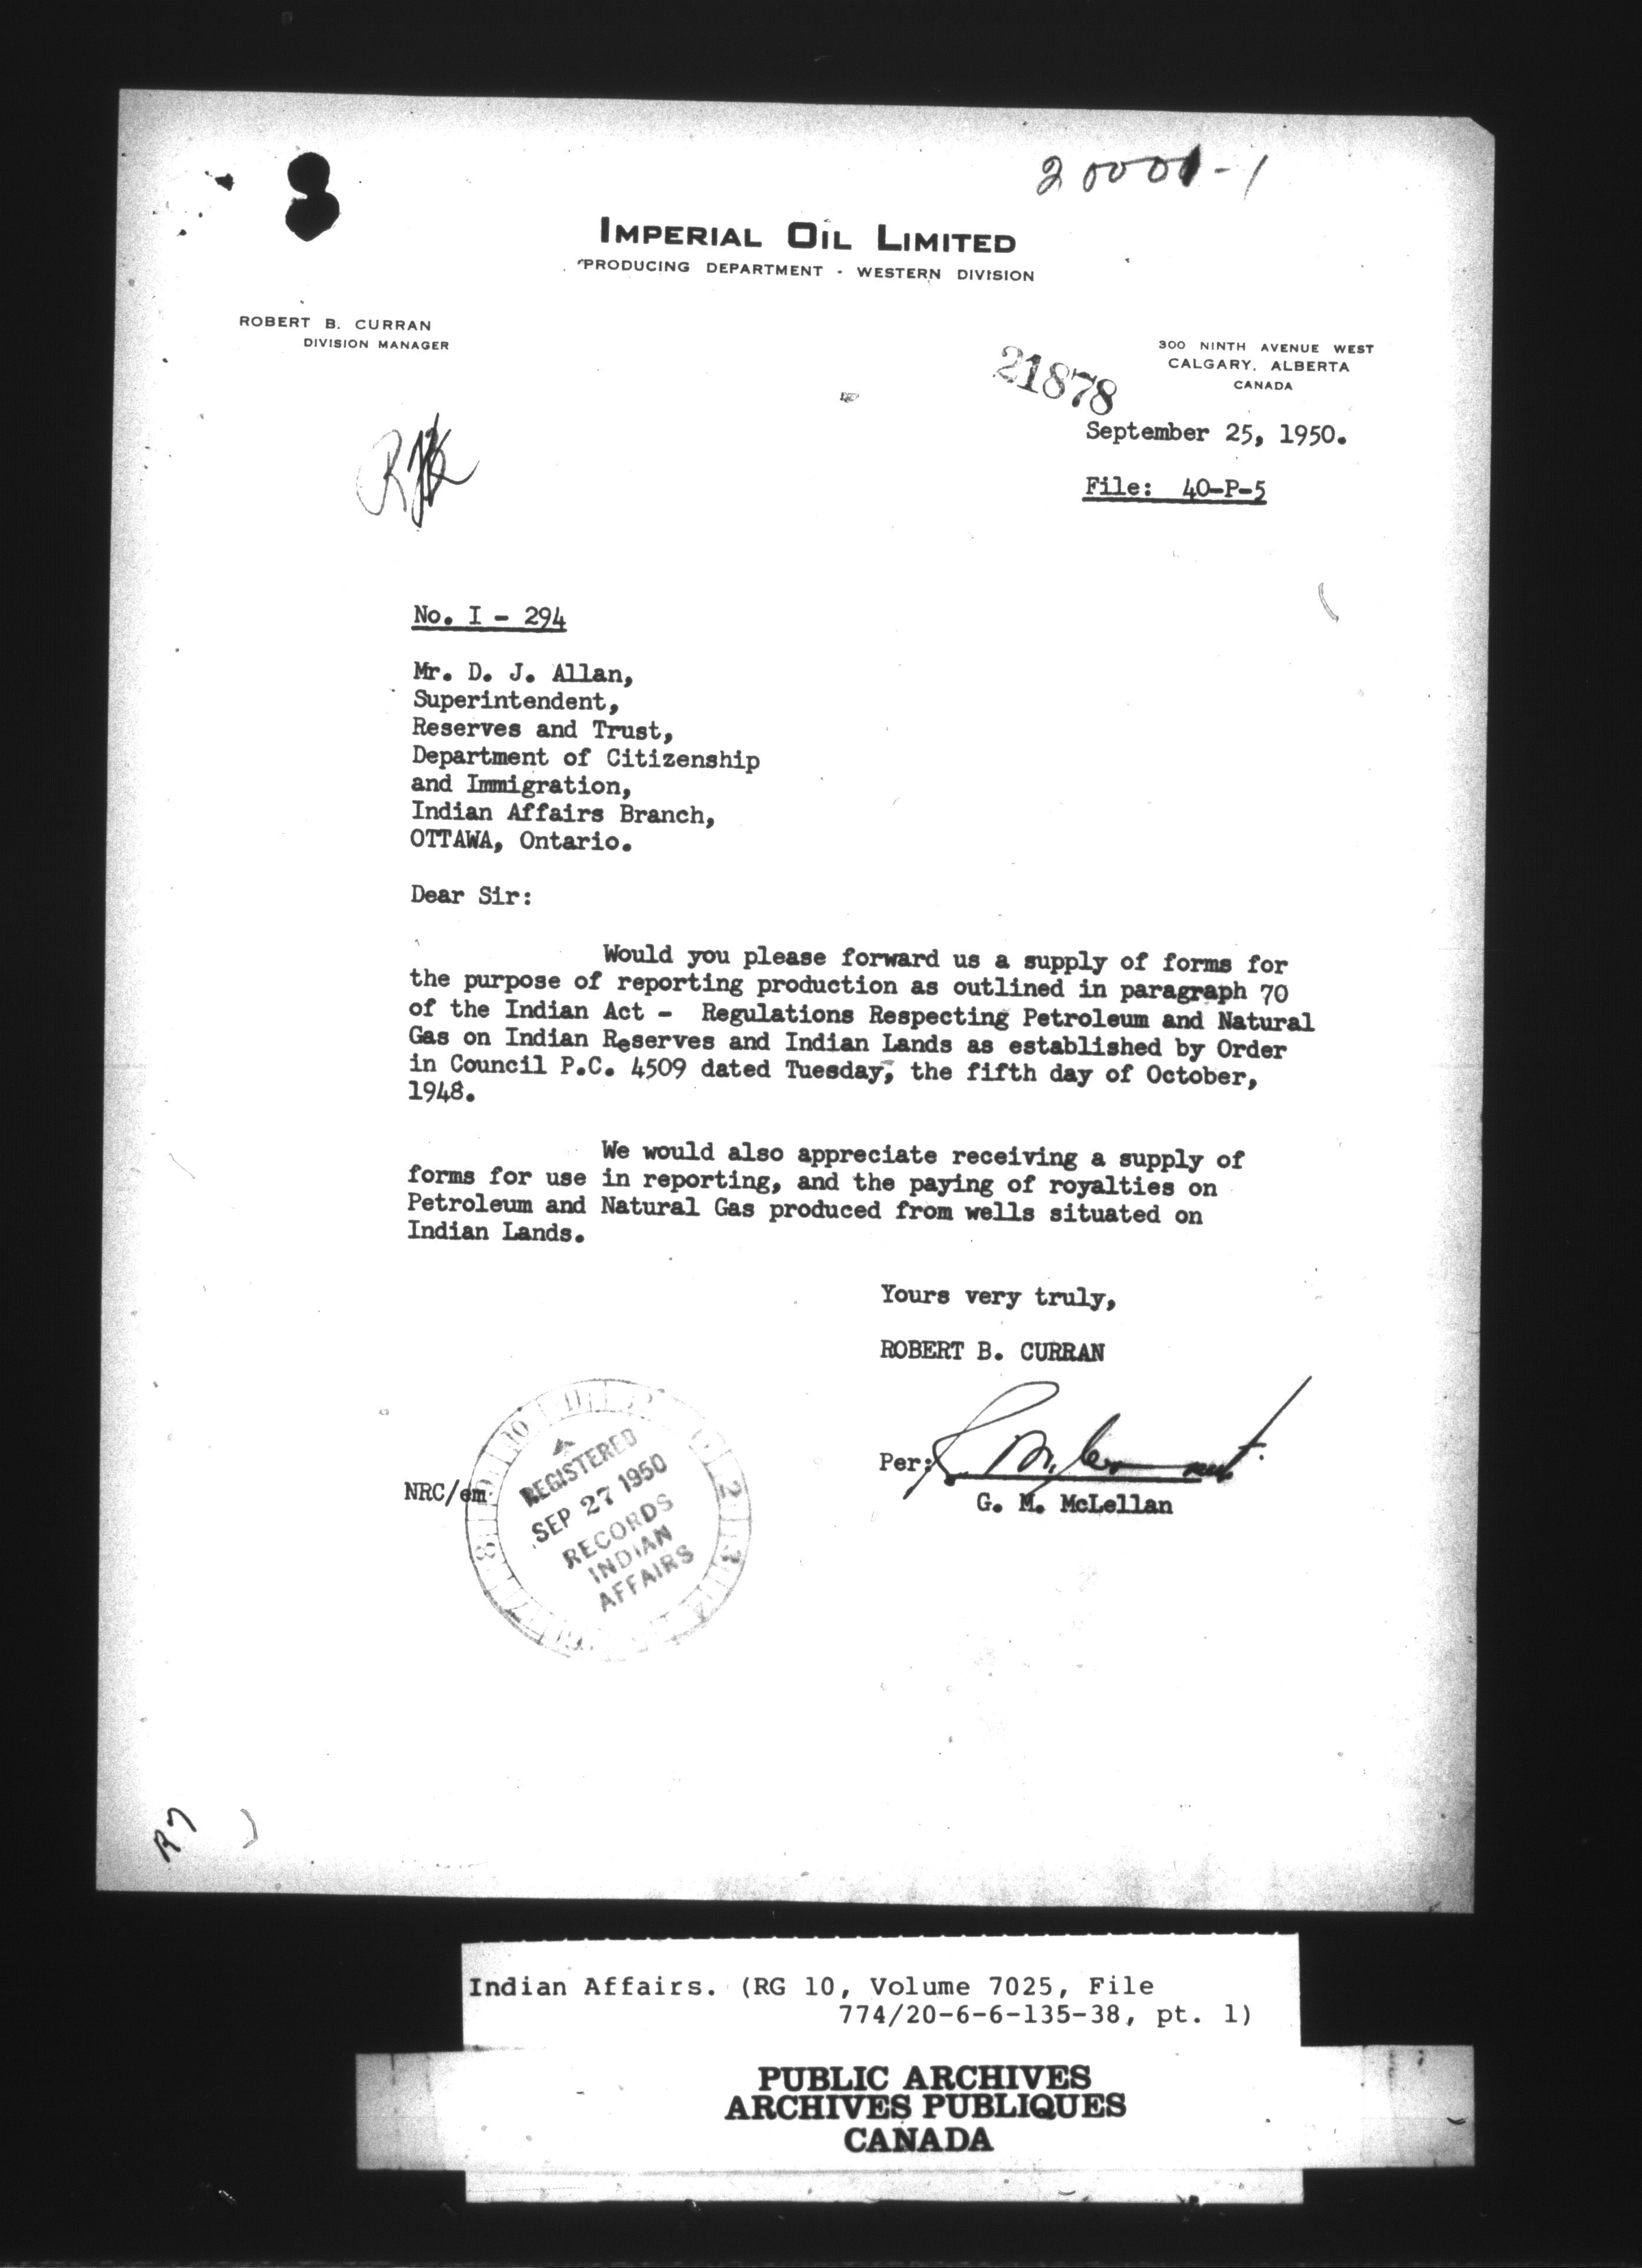 20001-1
IMPERIAL OIL LIMITED
PRODUCING DEPARTMENT - WESTERN DIVISION
ROBERT B. CURRAN
DIVISION MANAGER
300 NINTH AVENUE WEST
CALGARY, ALBERTA
CANADA
21878
September 25, 1950.
File: 40-P-5
No. I - 294
Mr. D. J. Allan,
Superintendent,
Reserves and Trust,
Department of Citizenship
and Immigration,
Indian Affairs Branch,
OTTAWA, Ontario.
Dear Sir:
Would you please forward us a supply of forms for
the purpose of reporting production as outlined in paragraph 70
of the Indian Act - Regulations Respecting Petroleum and Natural
Gas on Indian Reserves and Indian Lands as established by Order
in Council P.C. 4509 dated Tuesday, the fifth day of October,
1948.
We would also appreciate receiving a supply of
forms for use in reporting, and the paying of royalties on
Petroleum and Natural Gas produced from wells situated on
Indian Lands.
Yours very truly,
ROBERT B. CURRAN
Per:
G. M. McLellan
NRC/em
REGISTERED
SEP 27 1950
RECORDS
INDIAN
AFFAIRS
Indian Affairs. (RG 10, Volume 7025, File
774/20-6-6-135-38, pt. 1)
PUBLIC ARCHIVES
ARCHIVES PUBLIQUES
CANADA